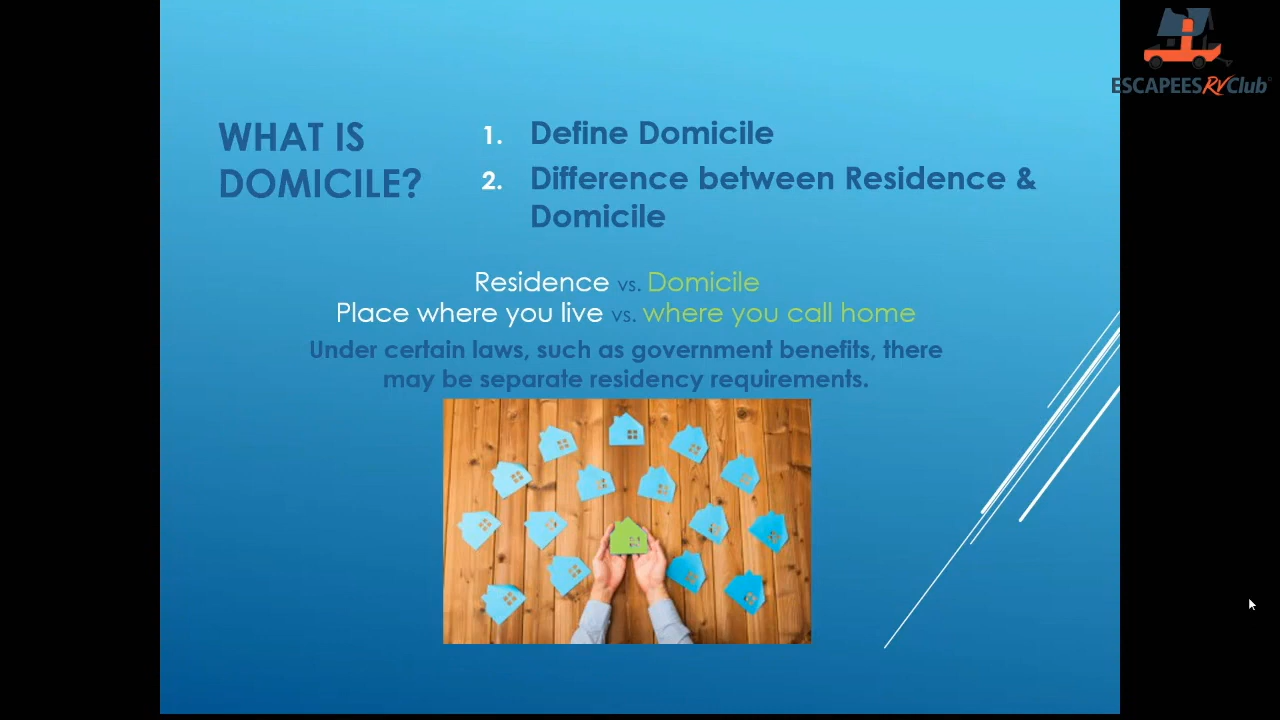 ESCAPEES RV Club
WHAT IS
DOMICILE?
1. Define Domicile
2. Difference between Residence &
Domicile
Residence vs. Domicile
Place where you live vs. where you call home
Under certain laws, such as government benefits, there
may be separate residency requirements.